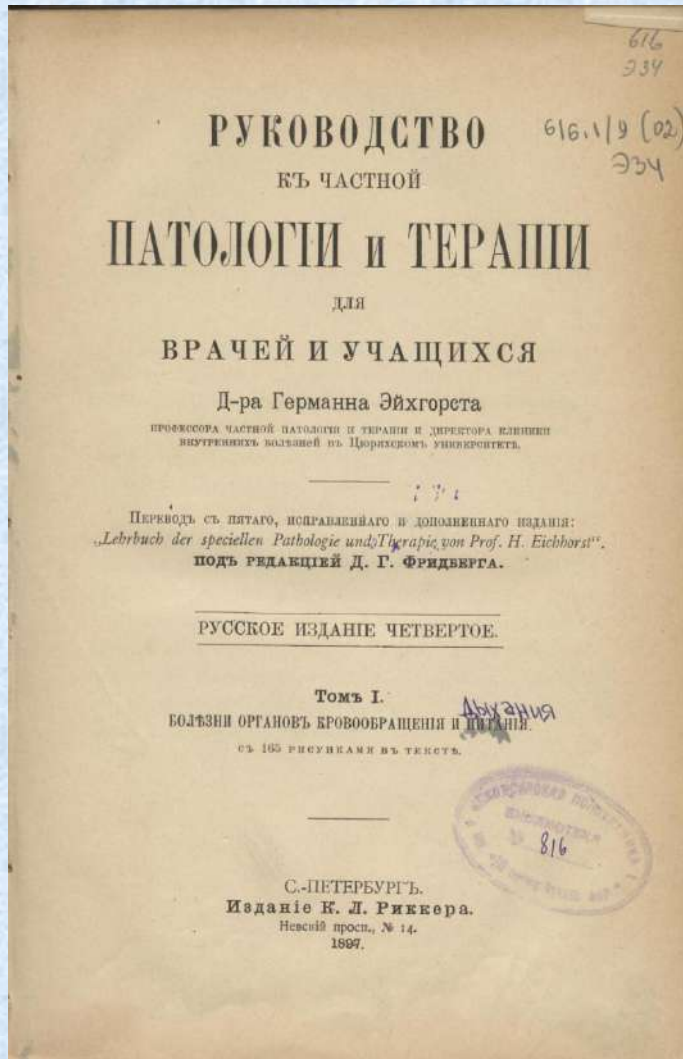 616
Э34
РУКОВОДСТВО
616.1/9 (02)
Э34
КЪ ЧАСТНОЙ
ПАТОЛОГІИ и ТЕРАПІИ
ДЛЯ
ВРАЧЕЙ И УЧАЩИХСЯ
Д-ра Германна Эйхгорста
ПРОФЕССОРА ЧАСТНОЙ ПАТОЛОГІИ И ТЕРАПІИ И ДИРЕКТОРА КЛИНИКИ
ВНУТРЕННИХЪ БОЛѢЗНЕЙ ВЪ ЦЮРИХСКОМЪ УНИВЕРСИТЕТѢ.
ПЕРЕВОДЪ СЪ ПЯТАГО, ИСПРАВЛЕННАГО И ДОПОЛНЕННАГО ИЗДАНІЯ:
„Lehrbuch der speciellen Pathologie und Therapie von Prof. H. Eichhorst“.
ПОДЪ РЕДАКЦІЕЙ Д. Г. ФРИДБЕРГА.
РУССКОЕ ИЗДАНІЕ ЧЕТВЕРТОЕ.
Томъ I.
дыхания
БОЛѢЗНИ ОРГАНОВЪ КРОВООБРАЩЕНІЯ И ПИТАНІЯ.
СЪ 165 РИСУНКАМИ ВЪ ТЕКСТѢ.
БИБЛИОТЕКА
№ 816
С.-ПЕТЕРБУРГЪ.
Изданіе К. Л. Риккера.
Невскій просп., № 14.
1897.